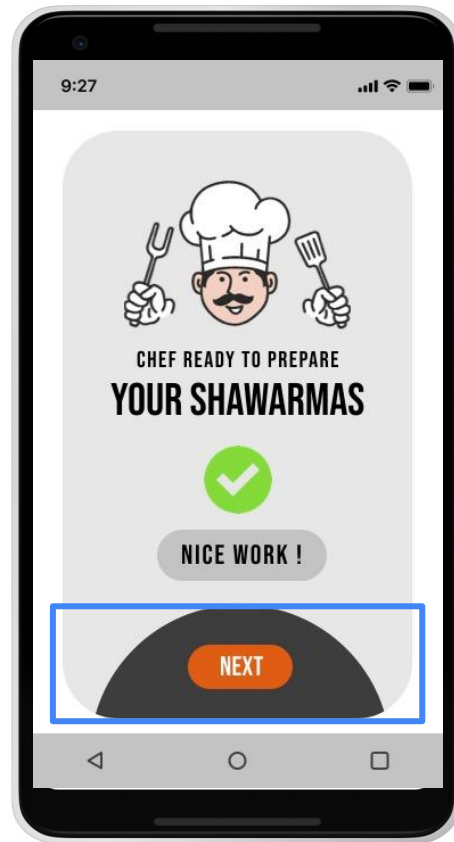 9:27
CHEF READY TO PREPARE
YOUR SHAWARMAS
NICE WORK !
NEXT